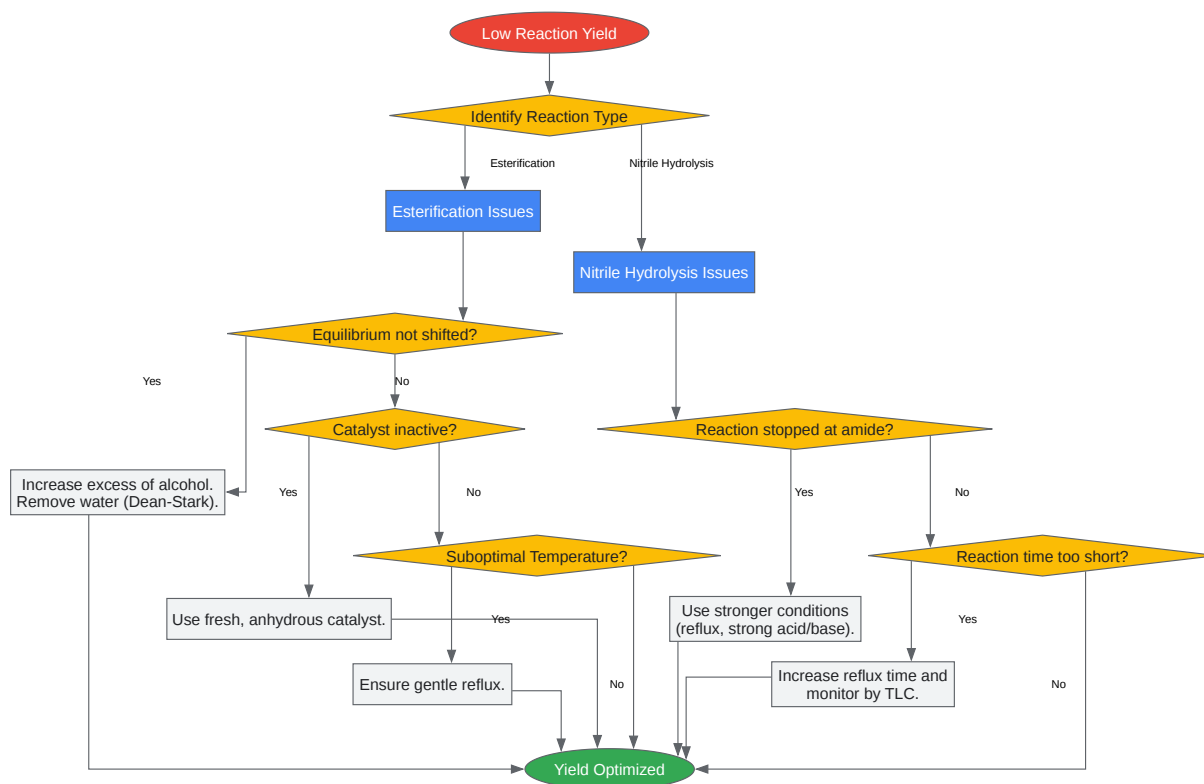 Low Reaction Yield
Identify Reaction Type
Esterification
Nitrile Hydrolysis
Esterification Issues
Nitrile Hydrolysis Issues
Equilibrium not shifted?
Yes
No
Catalyst inactive?
Reaction stopped at amide?
Increase excess of alcohol.
Remove water (Dean-Stark).
Yes
No
Yes
No
Suboptimal Temperature?
Reaction time too short?
Use fresh, anhydrous catalyst.
Yes
Use stronger conditions
(reflux, strong acid/base).
Yes
Ensure gentle reflux.
No
Increase reflux time and
monitor by TLC.
No
Yield Optimized